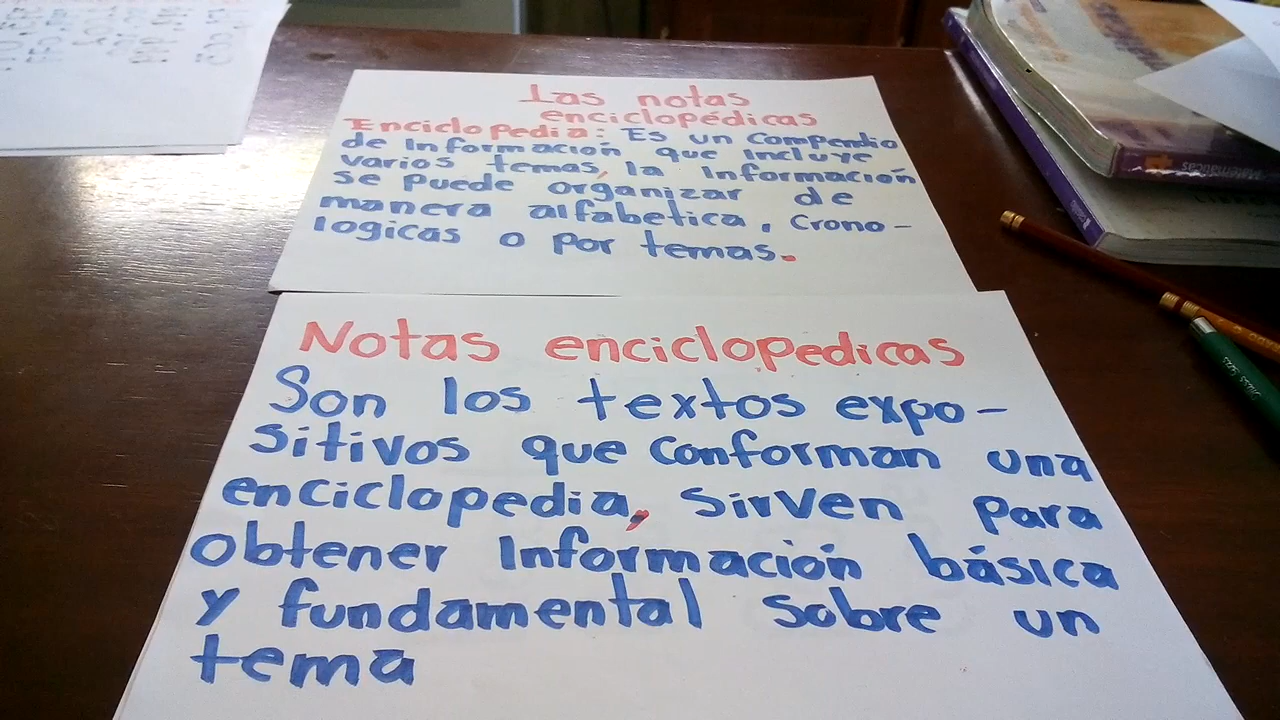 Las notas
enciclopédicas
Enciclopedia: Es un compendio
de información que incluye
varios temas, la información
se puede organizar de
manera alfabetica, crono-
logicas o por temas.
Notas enciclopedicas
Son los textos expo-
sitivos que conforman una
enciclopedia, sirven para
obtener información básica
y fundamental sobre un
tema
Matemáticas